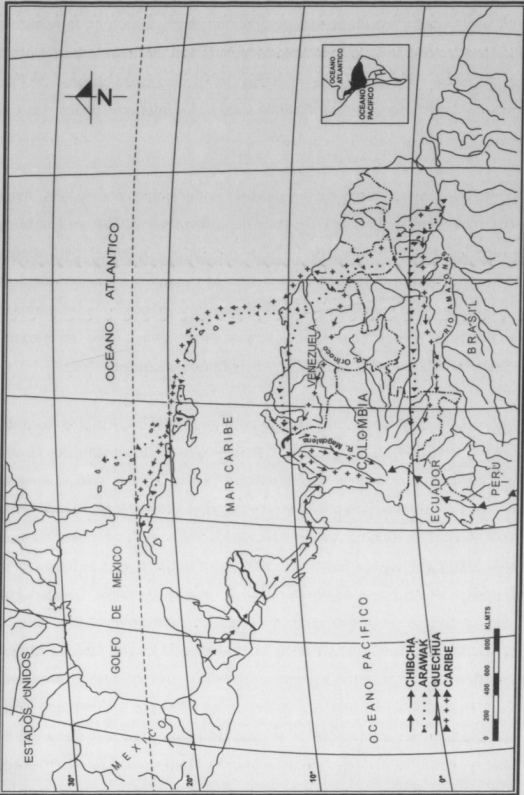 ESTADOS UNIDOS
30°
GOLFO DE MEXICO
OCEANO ATLANTICO
N
MEXICO
20°
MAR CARIBE
OCEANO
ATLANTICO
OCEANO
PACIFICO
10°
OCEANO PACIFICO
R. Magdalena
VENEZUELA
R. Orinoco
COLOMBIA
0°
ECUADOR
RIO AMAZONAS
PERU
BRASIL
CHIBCHA
ARAWAK
QUECHUA
CARIBE
0 200 400 600 800 KLMTS